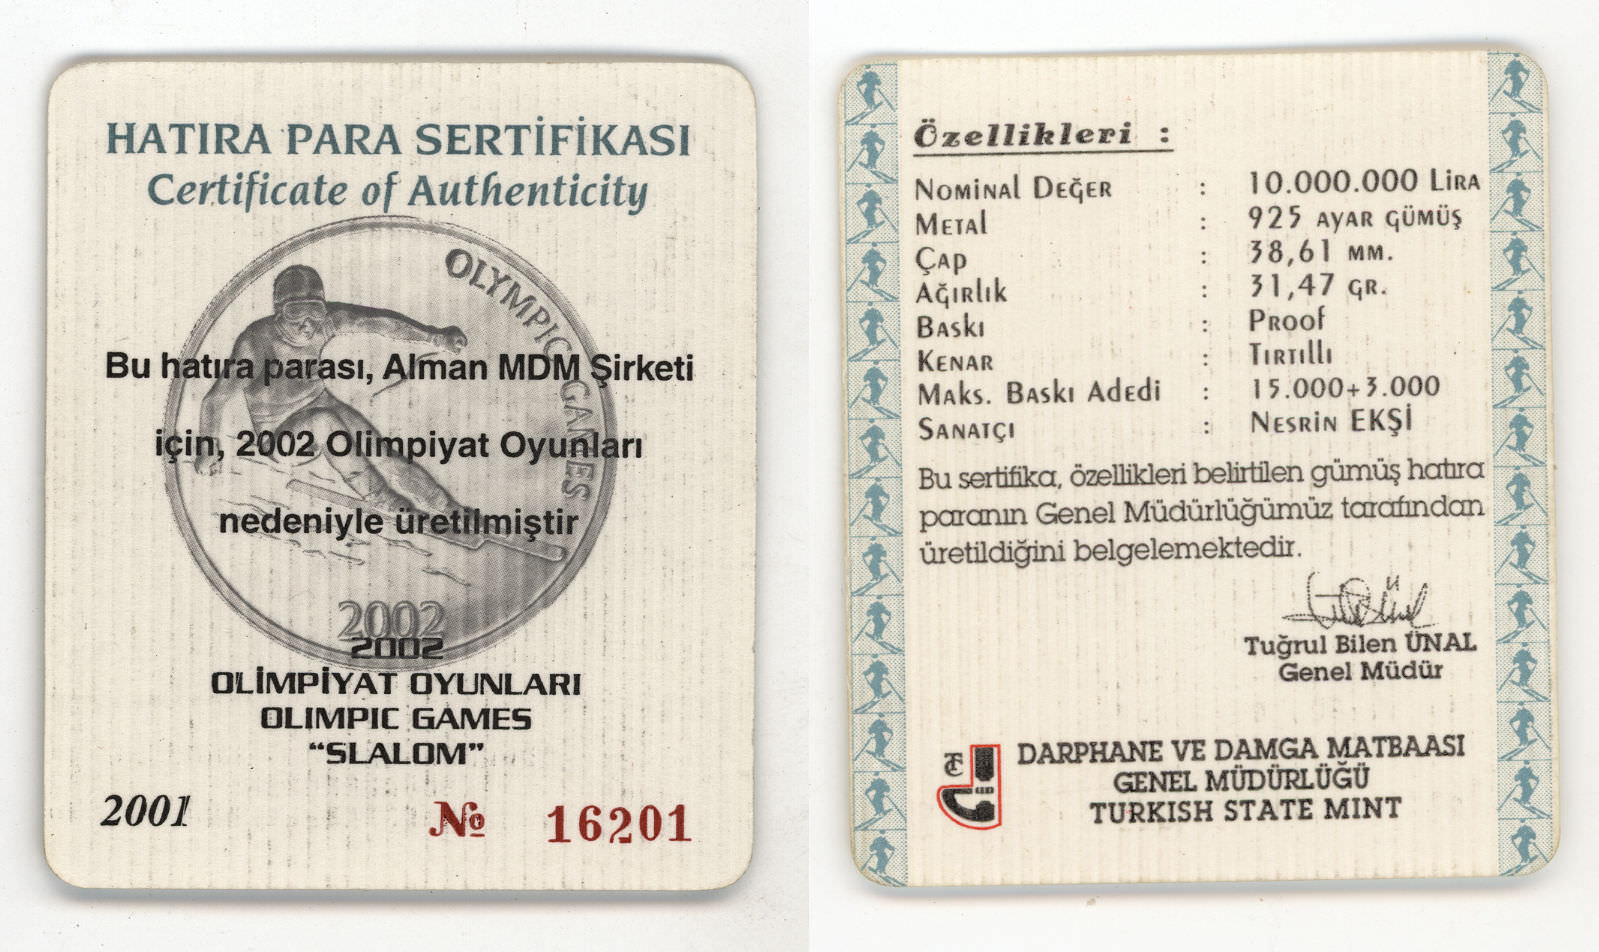 HATIRA PARA SERTİFİKASI
Certificate of Authenticity
OLYMPIC GAMES
Bu hatıra parası, Alman MDM Şirketi
için, 2002 Olimpiyat Oyunları
nedeniyle üretilmiştir
2002
2002
OLİMPİYAT OYUNLARI
OLIMPIC GAMES
“SLALOM”
2001 № 16201
Özellikleri :
Nominal Değer : 10.000.000 Lira
Metal : 925 ayar gümüş
Çap : 38,61 mm.
Ağırlık : 31,47 gr.
Baskı : Proof
Kenar : Tırtıllı
Maks. Baskı Adedi : 15.000+3.000
Sanatçı : Nesrin EKŞİ
Bu sertifika, özellikleri belirtilen gümüş hatıra
paranın Genel Müdürlüğümüz tarafından
üretildiğini belgelemektedir.
Tuğrul Bilen ÜNAL
Genel Müdür
DARPHANE VE DAMGA MATBAASI
GENEL MÜDÜRLÜĞÜ
TURKISH STATE MINT